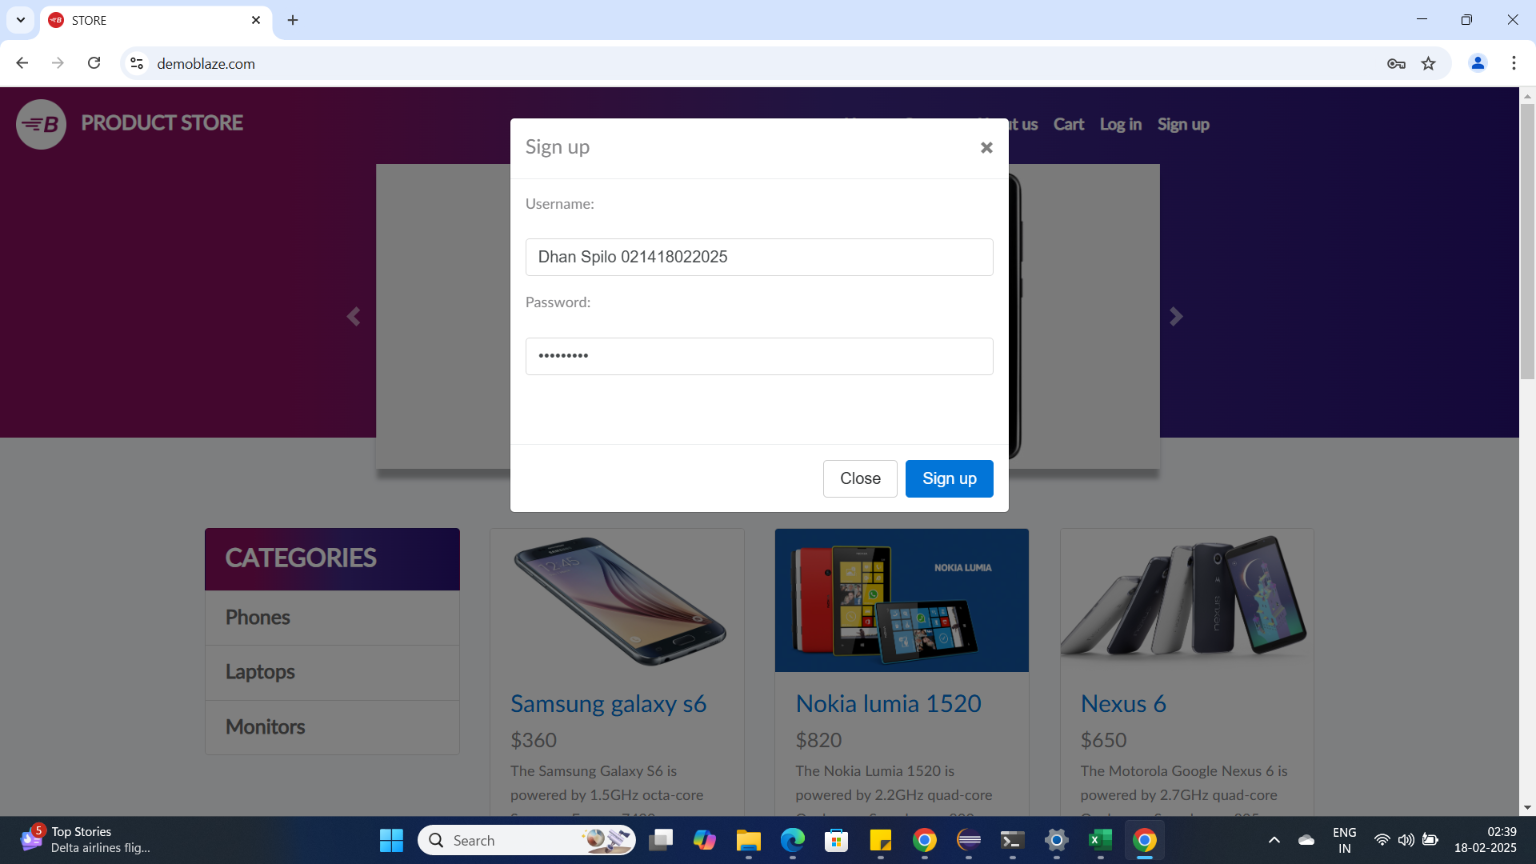 STORE
demoblaze.com
B PRODUCT STORE
ut us Cart Log in Sign up
Sign up
Username:
Dhan Spilo 021418022025
Password:
•••••••••
Close Sign up
CATEGORIES
Phones
Laptops
Monitors
NOKIA LUMIA
Samsung galaxy s6
$360
The Samsung Galaxy S6 is
powered by 1.5GHz octa-core
Nokia lumia 1520
$820
The Nokia Lumia 1520 is
powered by 2.2GHz quad-core
Nexus 6
$650
The Motorola Google Nexus 6 is
powered by 2.7GHz quad-core
5
Top Stories
Delta airlines flig...
Search
ENG
IN
02:39
18-02-2025